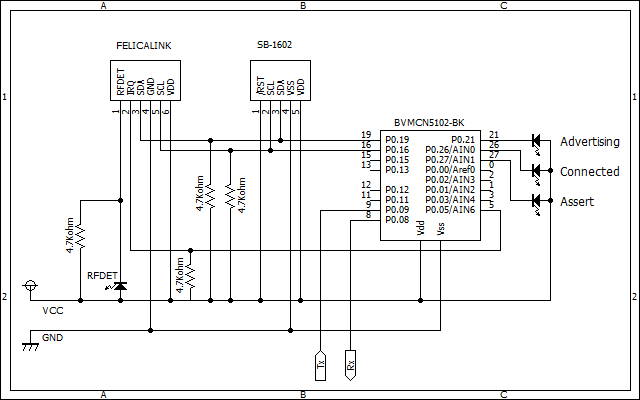 A B C
FELICALINK SB-1602
RFDET IRQ SDA GND SCL VDD
1 2 3 4 5 6
/RST SCL SDA VSS VDD
1 2 3 4 5
1 1
BVMCN5102-BK
19 P0.19 P0.21 21 Advertising
16 P0.16 P0.26/AIN0 26
15 P0.15 P0.27/AIN1 27
13 P0.13 P0.00/Aref0 0 Connected
P0.02/AIN3 2
12 P0.12 P0.01/AIN2 1
11 P0.11 P0.03/AIN4 3 Assert
9 P0.09 P0.05/AIN6 5
8 P0.08
Vdd Vss
4.7Kohm 4.7Kohm
4.7Kohm
4.7Kohm
RFDET
2 2
VCC
GND
Tx Rx
A B C